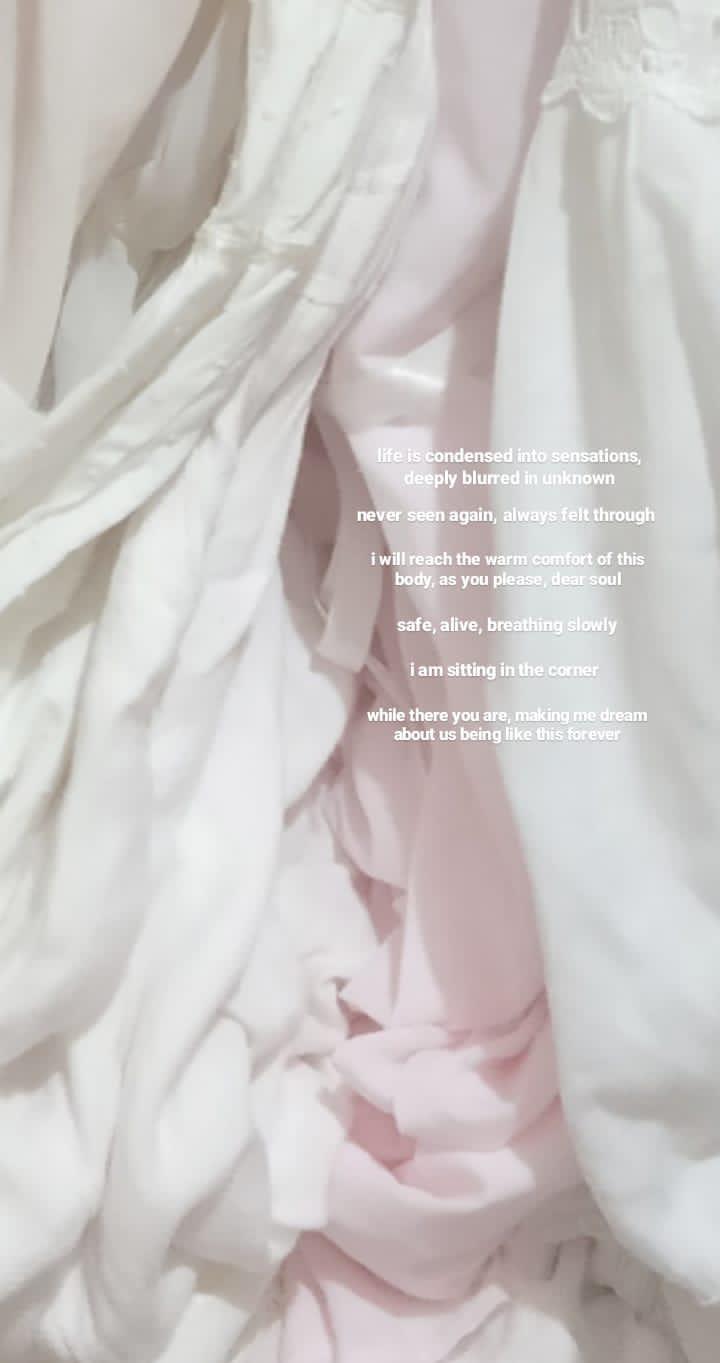 life is condensed into sensations,
deeply blurred in unknown
never seen again, always felt through
i will reach the warm comfort of this
body, as you please, dear soul
safe, alive, breathing slowly
i am sitting in the corner
while there you are, making me dream
about us being like this forever